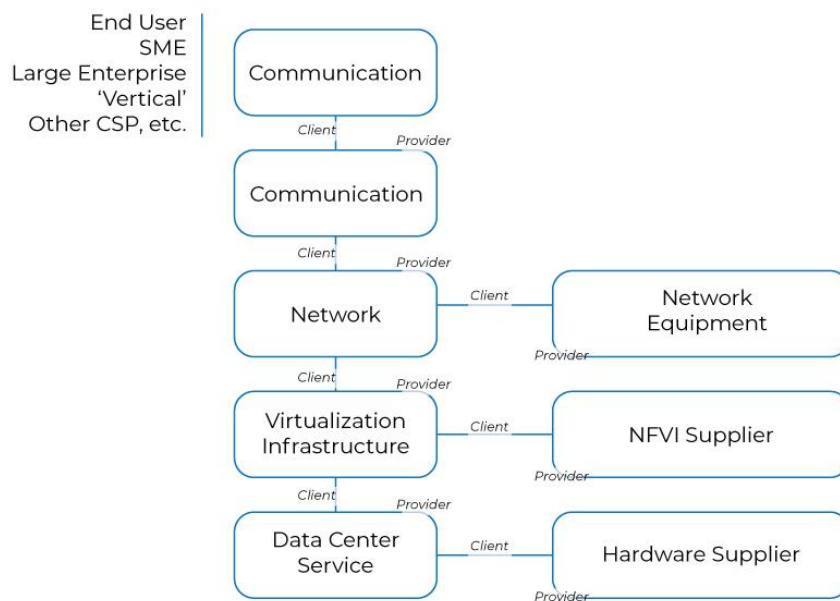 End User
SME
Large Enterprise
‘Vertical’
Other CSP, etc.
Communication
Client
Provider
Communication
Client
Provider
Network
Client
Network
Equipment
Provider
Client
Provider
Virtualization
Infrastructure
Client
NFVI Supplier
Provider
Client
Provider
Data Center
Service
Client
Hardware Supplier
Provider